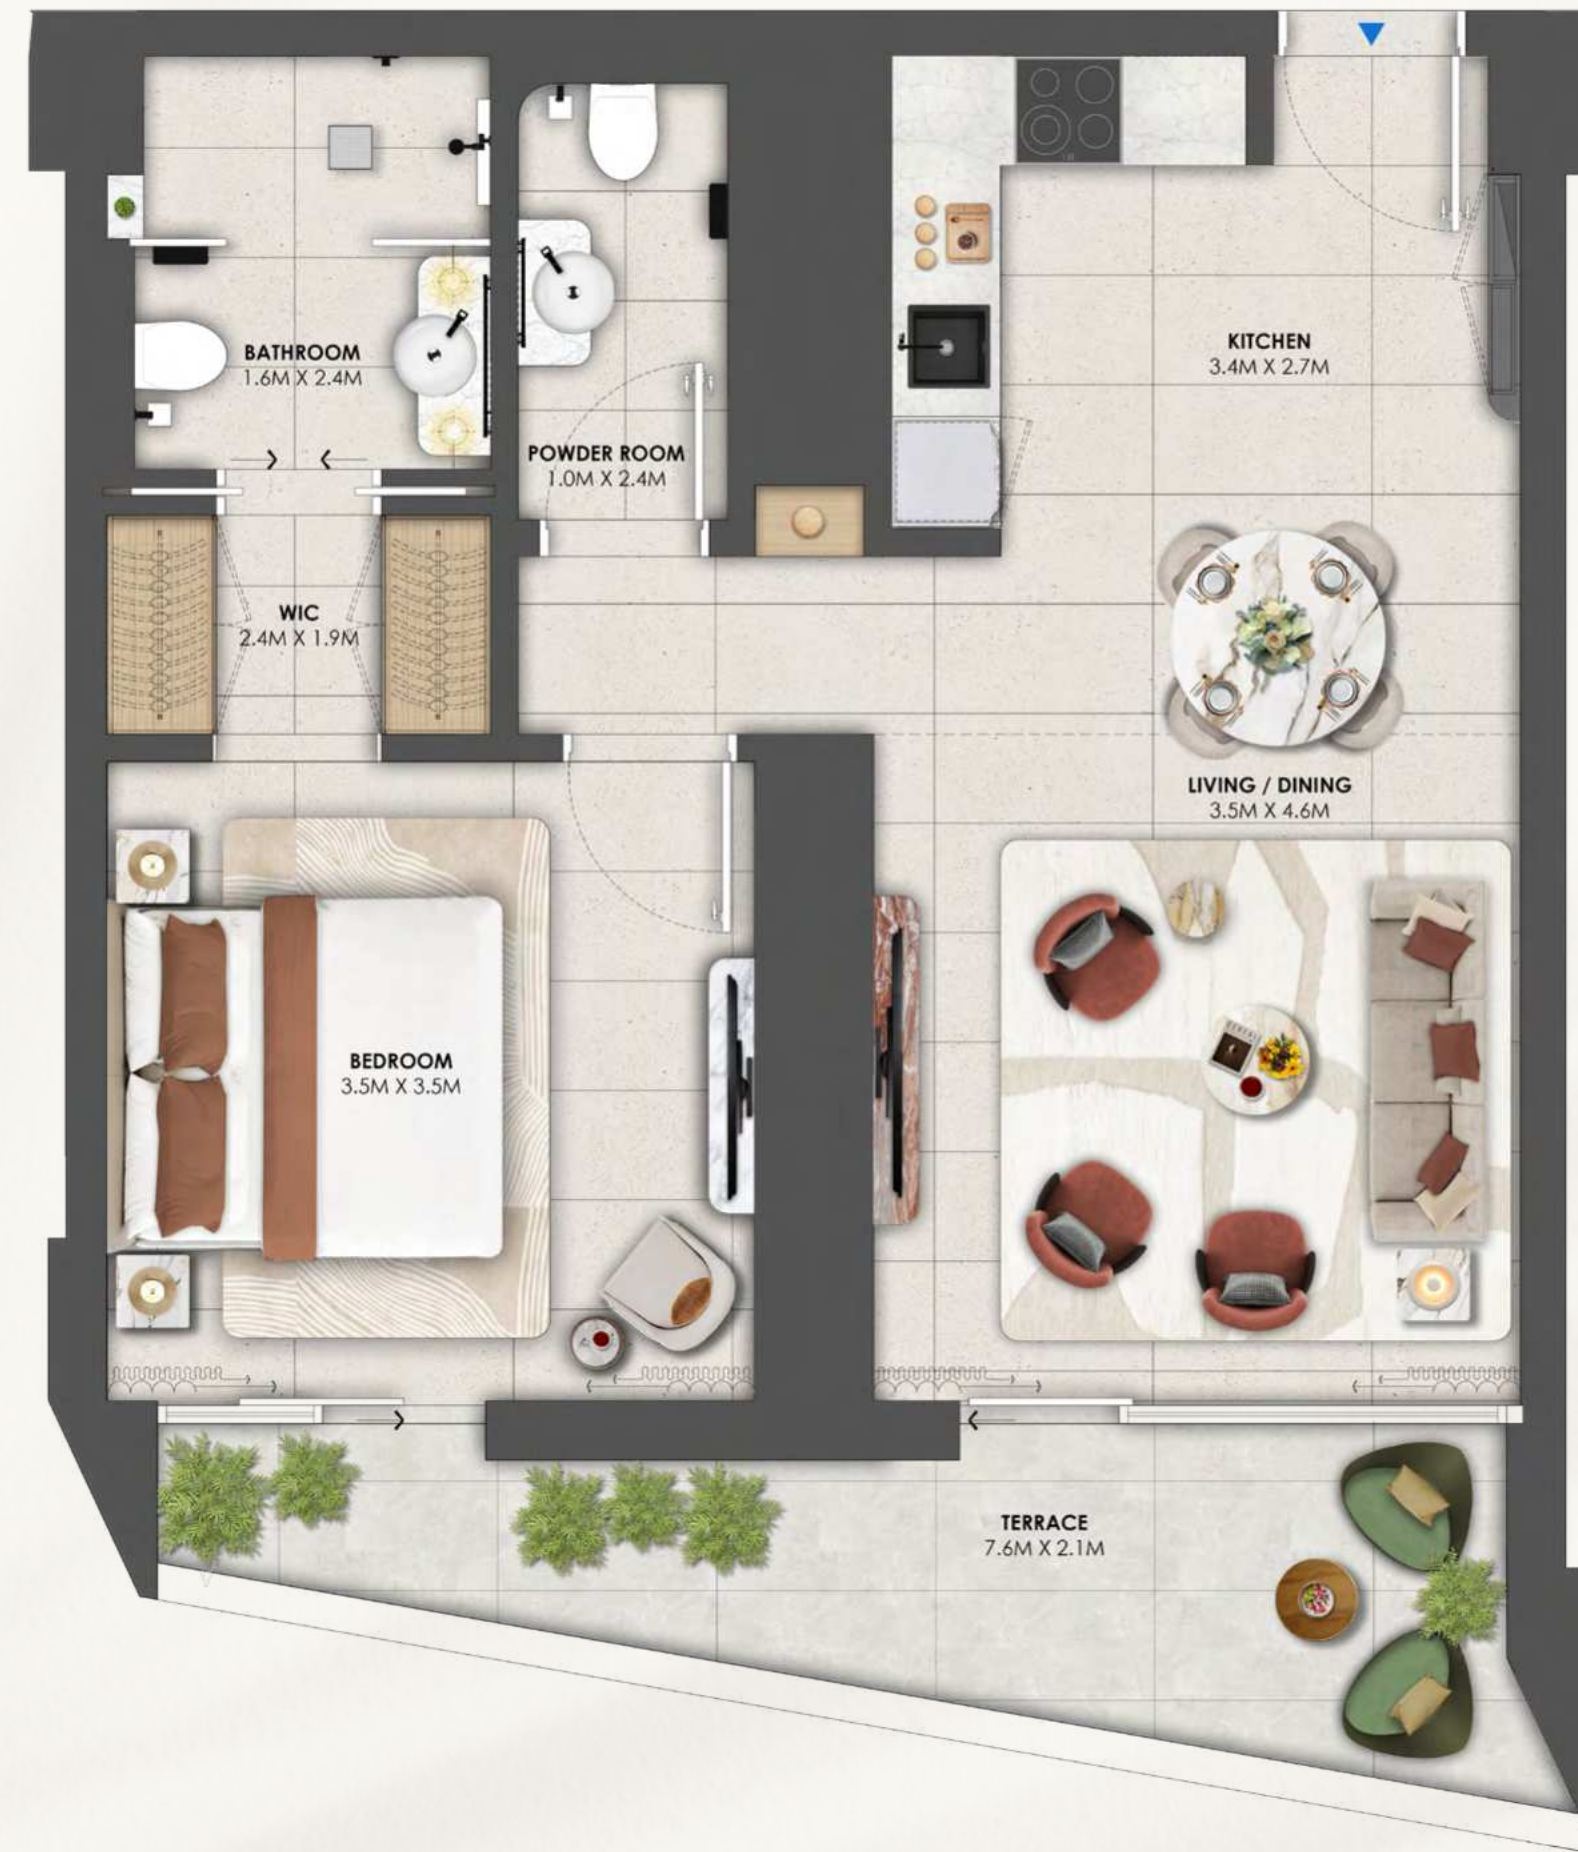 BATHROOM
1.6M X 2.4M
POWDER ROOM
1.0M X 2.4M
KITCHEN
3.4M X 2.7M
WIC
2.4M X 1.9M
LIVING / DINING
3.5M X 4.6M
BEDROOM
3.5M X 3.5M
TERRACE
7.6M X 2.1M